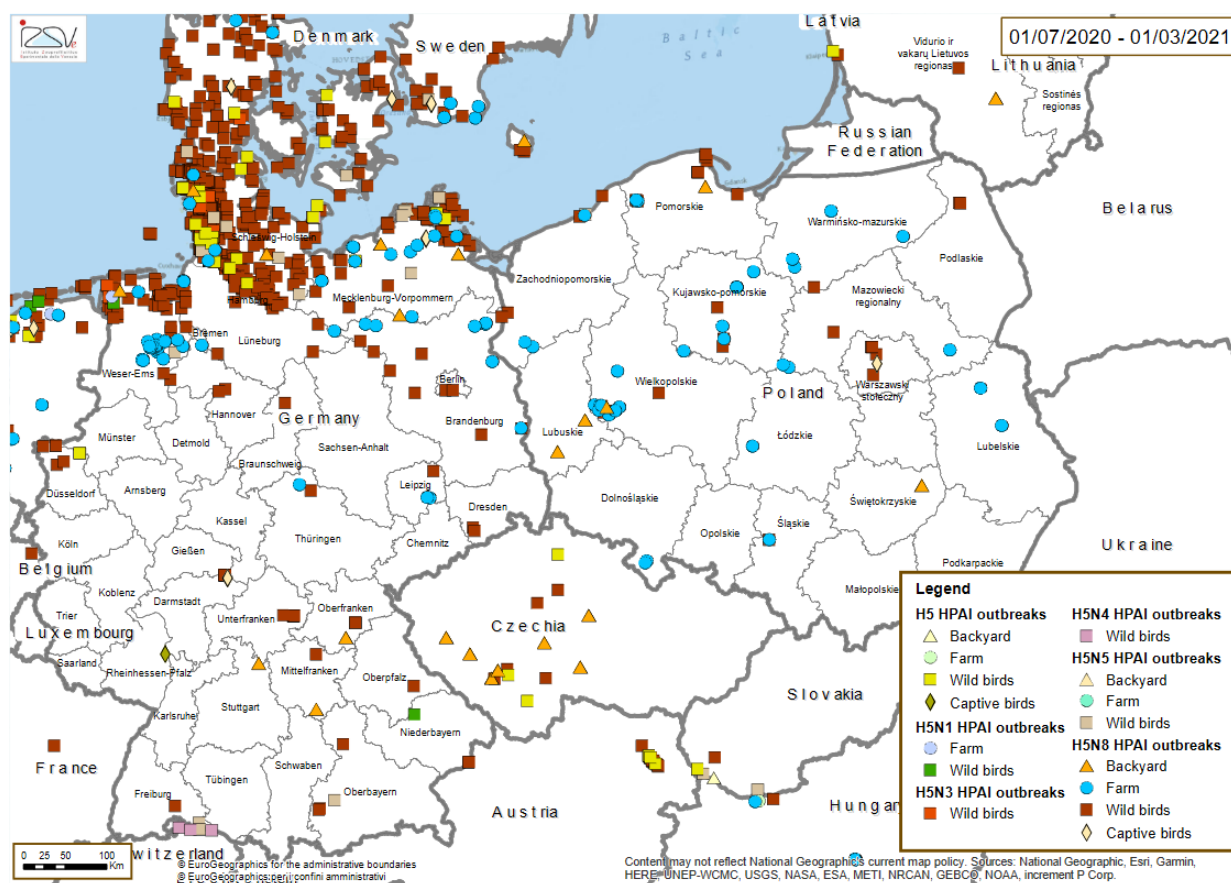 IZSVe
Istituto Zooprofilattico
Sperimentale delle Venezie
01/07/2020 - 01/03/2021
Denmark
Sweden
Baltic
Sea
Latvia
Vidurio ir
vakarų Lietuvos
regionas
Lithuania
Sostinės
regionas
Russian
Federation
Belarus
Pomorskie
Warmińsko-mazurskie
Podlaskie
Schleswig-Holstein
Zachodniopomorskie
Hamburg
Mecklenburg-Vorpommern
Kujawsko-pomorskie
Mazowiecki
regionalny
Bremen
Lüneburg
Weser-Ems
Berlin
Wielkopolskie
Poland
Warszawski
stołeczny
Hannover
Germany
Brandenburg
Lubuskie
Łódzkie
Lubelskie
Münster
Detmold
Sachsen-Anhalt
Braunschweig
Düsseldorf
Arnsberg
Leipzig
Dresden
Dolnośląskie
Świętokrzyskie
Kassel
Opolskie
Śląskie
Köln
Gießen
Thüringen
Chemnitz
Ukraine
Belgium
Podkarpackie
Małopolskie
Koblenz
Darmstadt
Trier
Unterfranken
Oberfranken
Czechia
Luxembourg
Saarland
Rheinhessen-Pfalz
Mittelfranken
Oberpfalz
Slovakia
Karlsruhe
Stuttgart
Niederbayern
France
Tübingen
Schwaben
Freiburg
Oberbayern
Austria
Hungary
witzerland
Legend
H5 HPAI outbreaks
Backyard
Farm
Wild birds
Captive birds
H5N1 HPAI outbreaks
Farm
Wild birds
H5N3 HPAI outbreaks
Wild birds
H5N4 HPAI outbreaks
Wild birds
H5N5 HPAI outbreaks
Backyard
Farm
Wild birds
H5N8 HPAI outbreaks
Backyard
Farm
Wild birds
Captive birds
0 25 50 100
Km
© EuroGeographics for the administrative boundaries
© EuroGeographics per i confini amministrativi
Content may not reflect National Geographic's current map policy. Sources: National Geographic, Esri, Garmin,
HERE, UNEP-WCMC, USGS, NASA, ESA, METI, NRCAN, GEBCO, NOAA, increment P Corp.